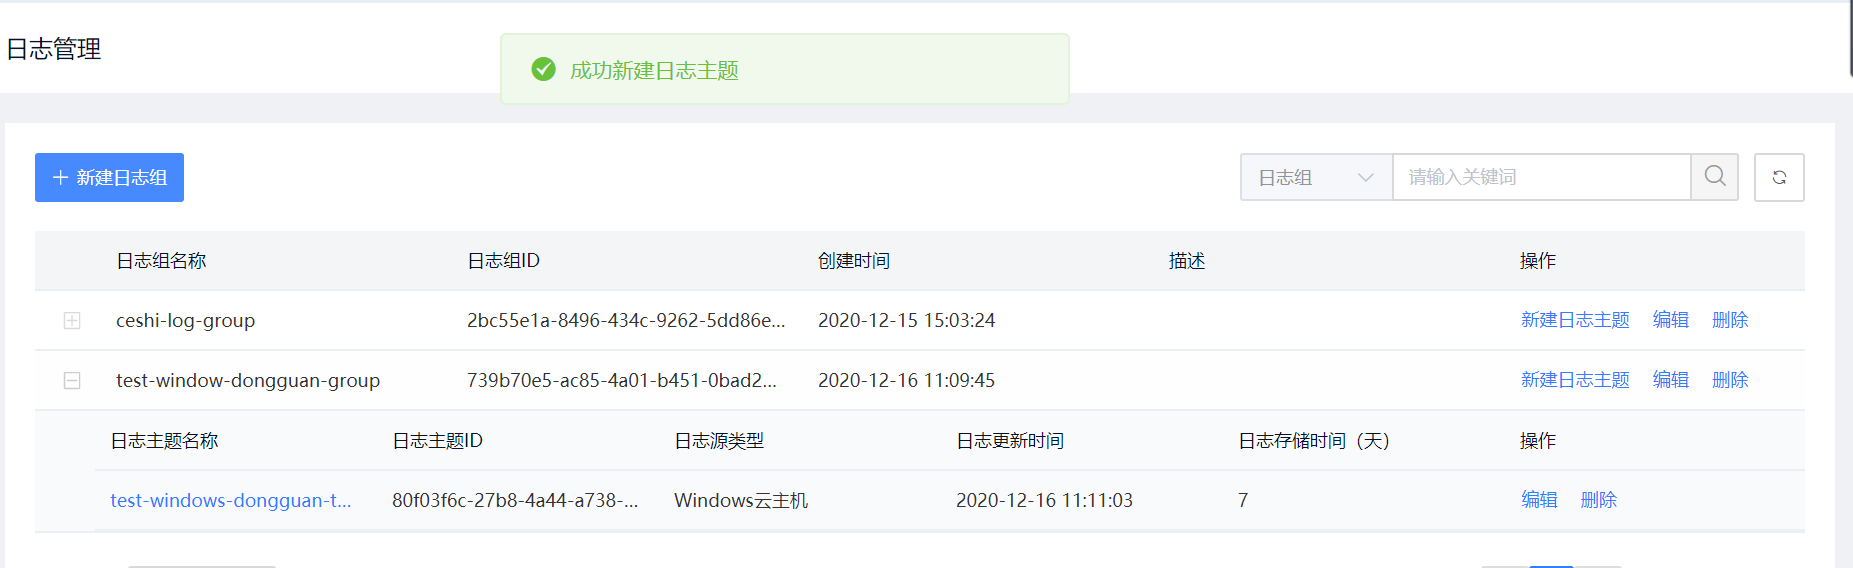 日志管理
成功新建日志主题
新建日志组
日志组 请输入关键词
日志组名称 日志组ID 创建时间 描述 操作
ceshi-log-group 2bc55e1a-8496-434c-9262-5dd86e... 2020-12-15 15:03:24 新建日志主题 编辑 删除
test-window-dongguan-group 739b70e5-ac85-4a01-b451-0bad2... 2020-12-16 11:09:45 新建日志主题 编辑 删除
日志主题名称 日志主题ID 日志源类型 日志更新时间 日志存储时间（天） 操作
test-windows-dongguan-t... 80f03f6c-27b8-4a44-a738-... Windows云主机 2020-12-16 11:11:03 7 编辑 删除